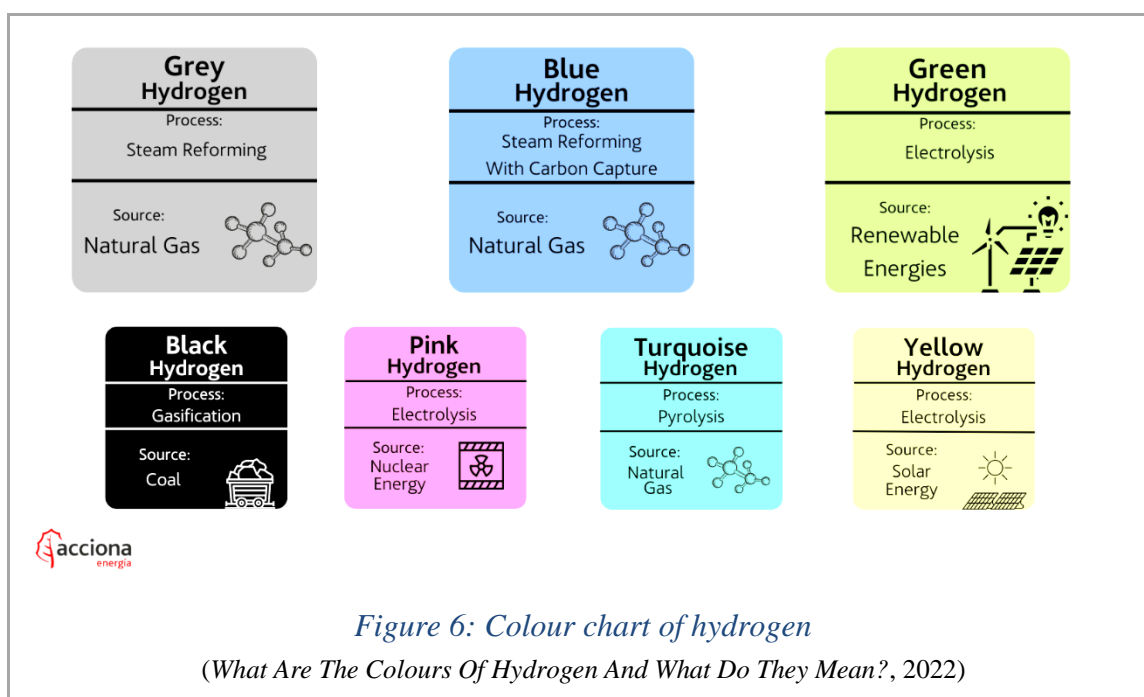 Grey
Hydrogen
Process:
Steam Reforming
Source:
Natural Gas
Blue
Hydrogen
Process:
Steam Reforming
With Carbon Capture
Source:
Natural Gas
Green
Hydrogen
Process:
Electrolysis
Source:
Renewable
Energies
Black
Hydrogen
Process:
Gasification
Source:
Coal
Pink
Hydrogen
Process:
Electrolysis
Source:
Nuclear
Energy
Turquoise
Hydrogen
Process:
Pyrolysis
Source:
Natural
Gas
Yellow
Hydrogen
Process:
Electrolysis
Source:
Solar
Energy
acciona
energía
Figure 6: Colour chart of hydrogen
(What Are The Colours Of Hydrogen And What Do They Mean?, 2022)